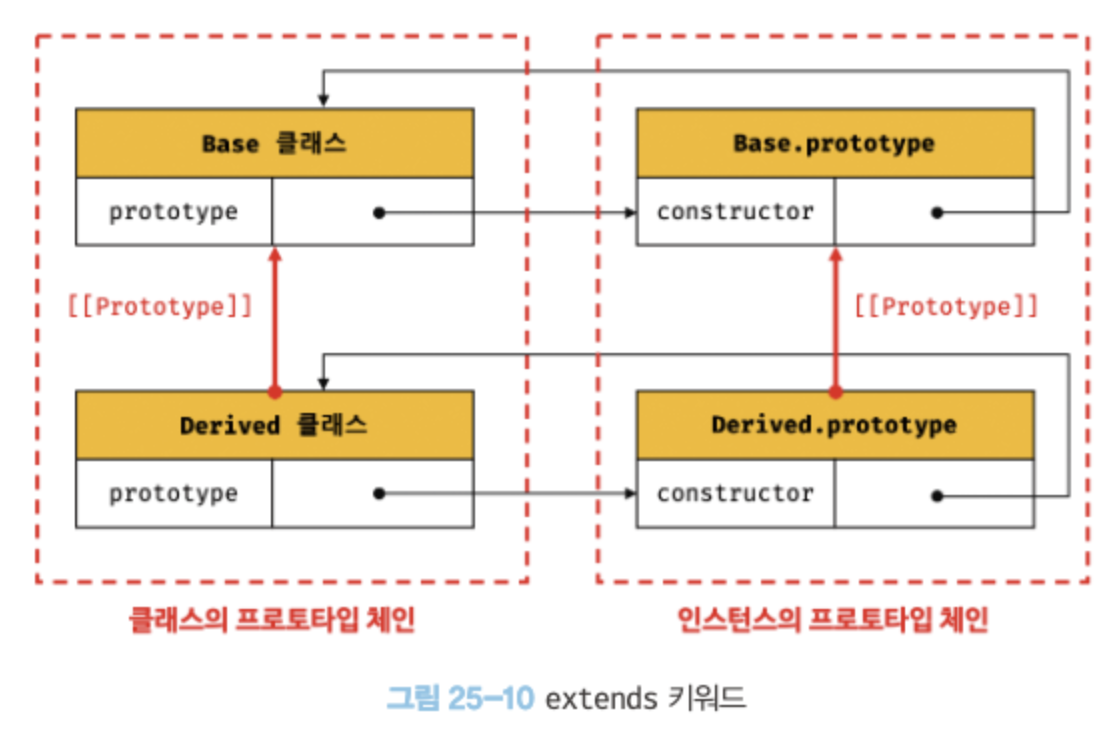 Base 클래스
Base.prototype
prototype
constructor
[[Prototype]]
[[Prototype]]
Derived 클래스
Derived.prototype
prototype
constructor
클래스의 프로토타입 체인
인스턴스의 프로토타입 체인
그림 25-10 extends 키워드